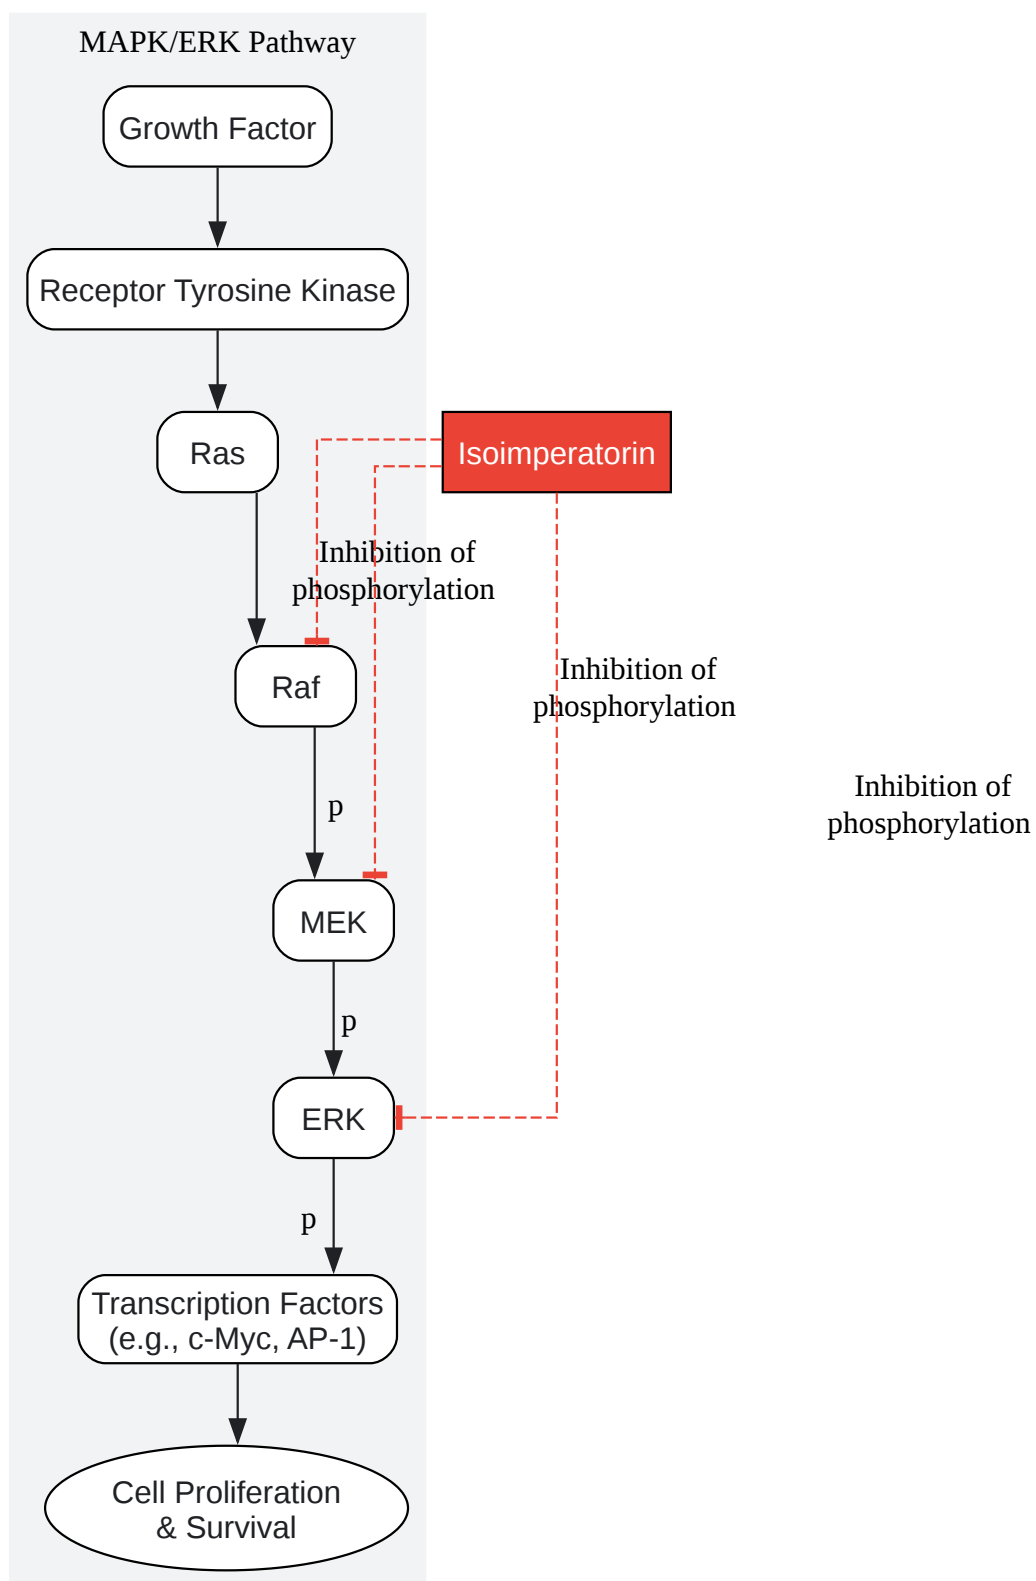 MAPK/ERK Pathway
Growth Factor
Receptor Tyrosine Kinase
Ras
Isoimperatorin
Inhibition of
phosphorylation
Raf
Inhibition of
phosphorylation
p
Inhibition of
phosphorylation
MEK
p
ERK
p
Transcription Factors
(e.g., c-Myc, AP-1)
Cell Proliferation
& Survival